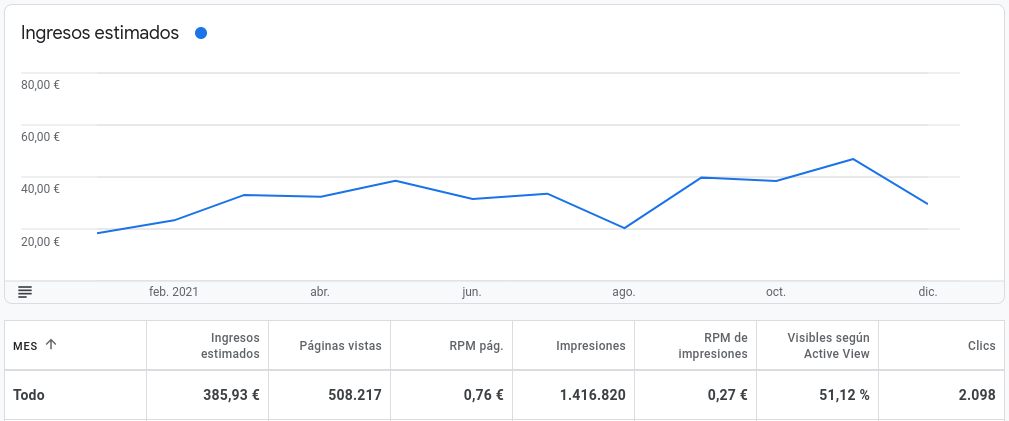 Ingresos estimados
80,00 €
60,00 €
40,00 €
20,00 €
feb. 2021 abr. jun. ago. oct. dic.
MES Ingresos estimados Páginas vistas RPM pág. Impresiones RPM de impresiones Visibles según Active View Clics
Todo 385,93 € 508.217 0,76 € 1.416.820 0,27 € 51,12 % 2.098